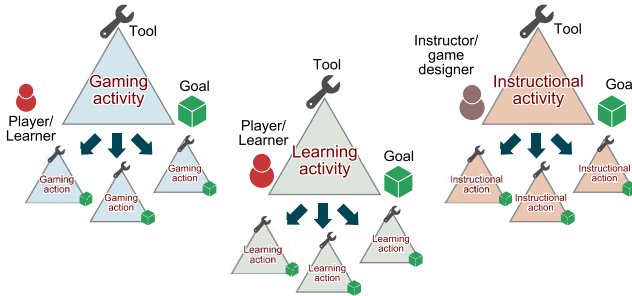 Tool
Gaming
activity
Goal
Player/
Learner
Gaming
action
Gaming
action
Gaming
action
Tool
Player/
Learner
Learning
activity
Goal
Learning
action
Learning
action
Learning
action
Tool
Instructor/
game
designer
Instructional
activity
Goa
Instructional
action
Instructional
action
Instructional
action